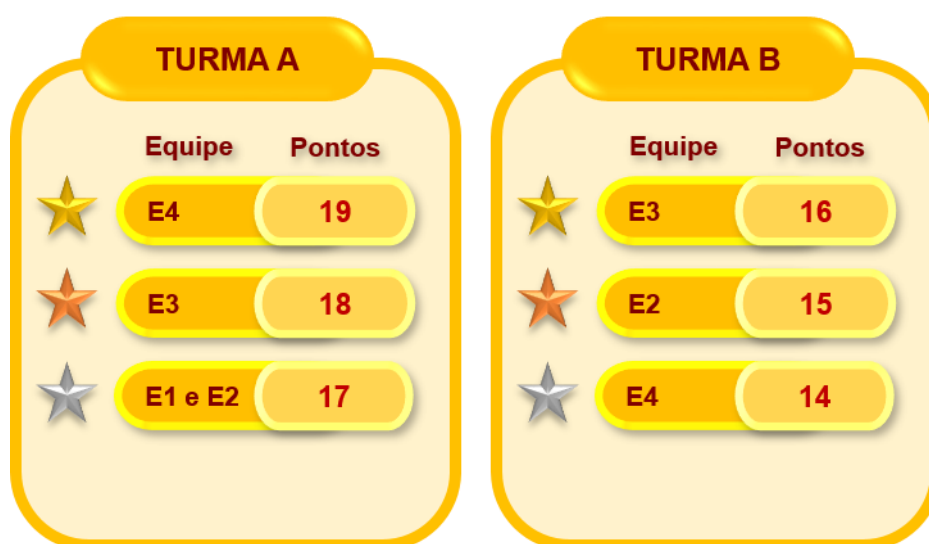 TURMA A
Equipe Pontos
E4 19
E3 18
E1 e E2 17
TURMA B
Equipe Pontos
E3 16
E2 15
E4 14